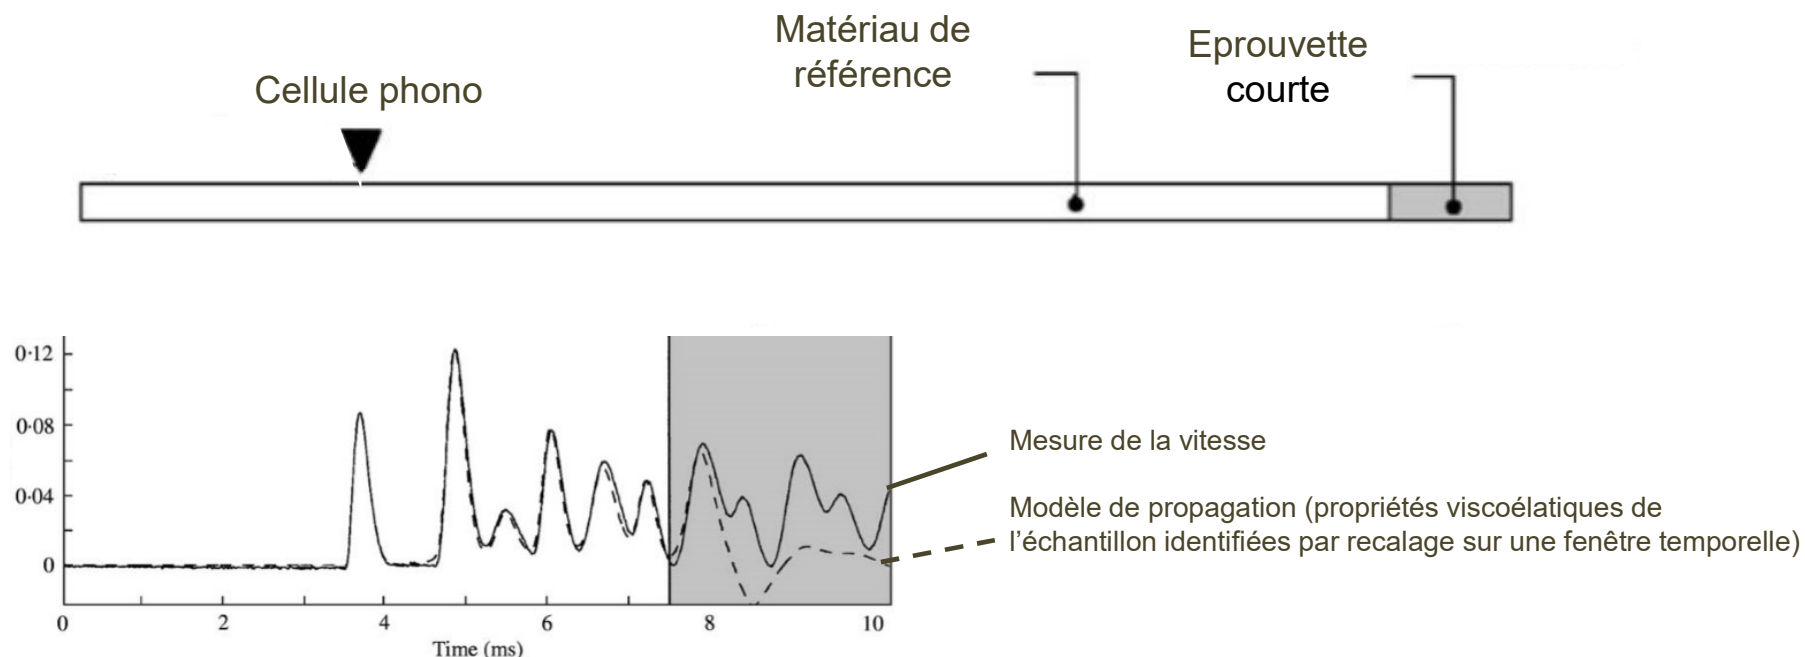 Matériau de
référence
Eprouvette
courte
Cellule phono
0·12
0·08
0·04
0
0 2 4 6 8 10
Time (ms)
Mesure de la vitesse
Modèle de propagation (propriétés viscoélatiques de
l'échantillon identifiées par recalage sur une fenêtre temporelle)